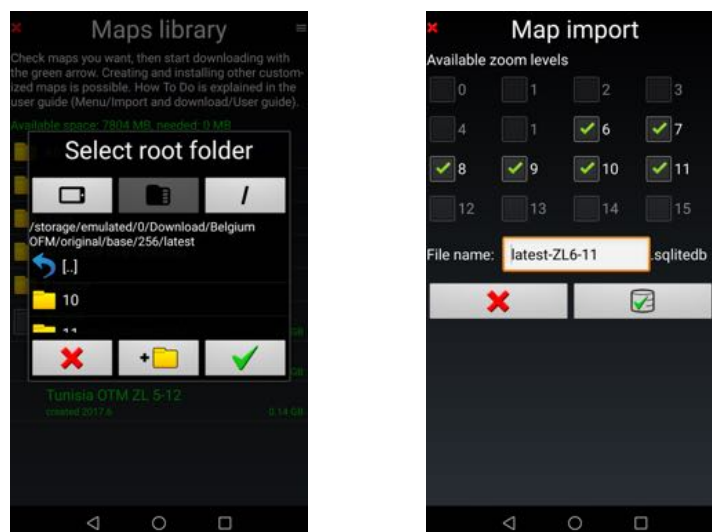 Maps library
Check maps you want, then start downloading with
the green arrow. Creating and installing other custom-
ized maps is possible. How To Do is explained in the
user guide (Menu/Import and download/User guide).
Available space: 7804 MB, needed: 0 MB
Select root folder
/
/storage/emulated/0/Download/Belgium
OFM/original/base/256/latest
[..]
10
11
GB
GB
Tunisia OTM ZL 5-12
created 2017.6 0.14 GB
Map import
Available zoom levels
0 1 2 3
4 1 6 7
8 9 10 11
12 13 14 15
File name: latest-ZL6-11 .sqlitedb